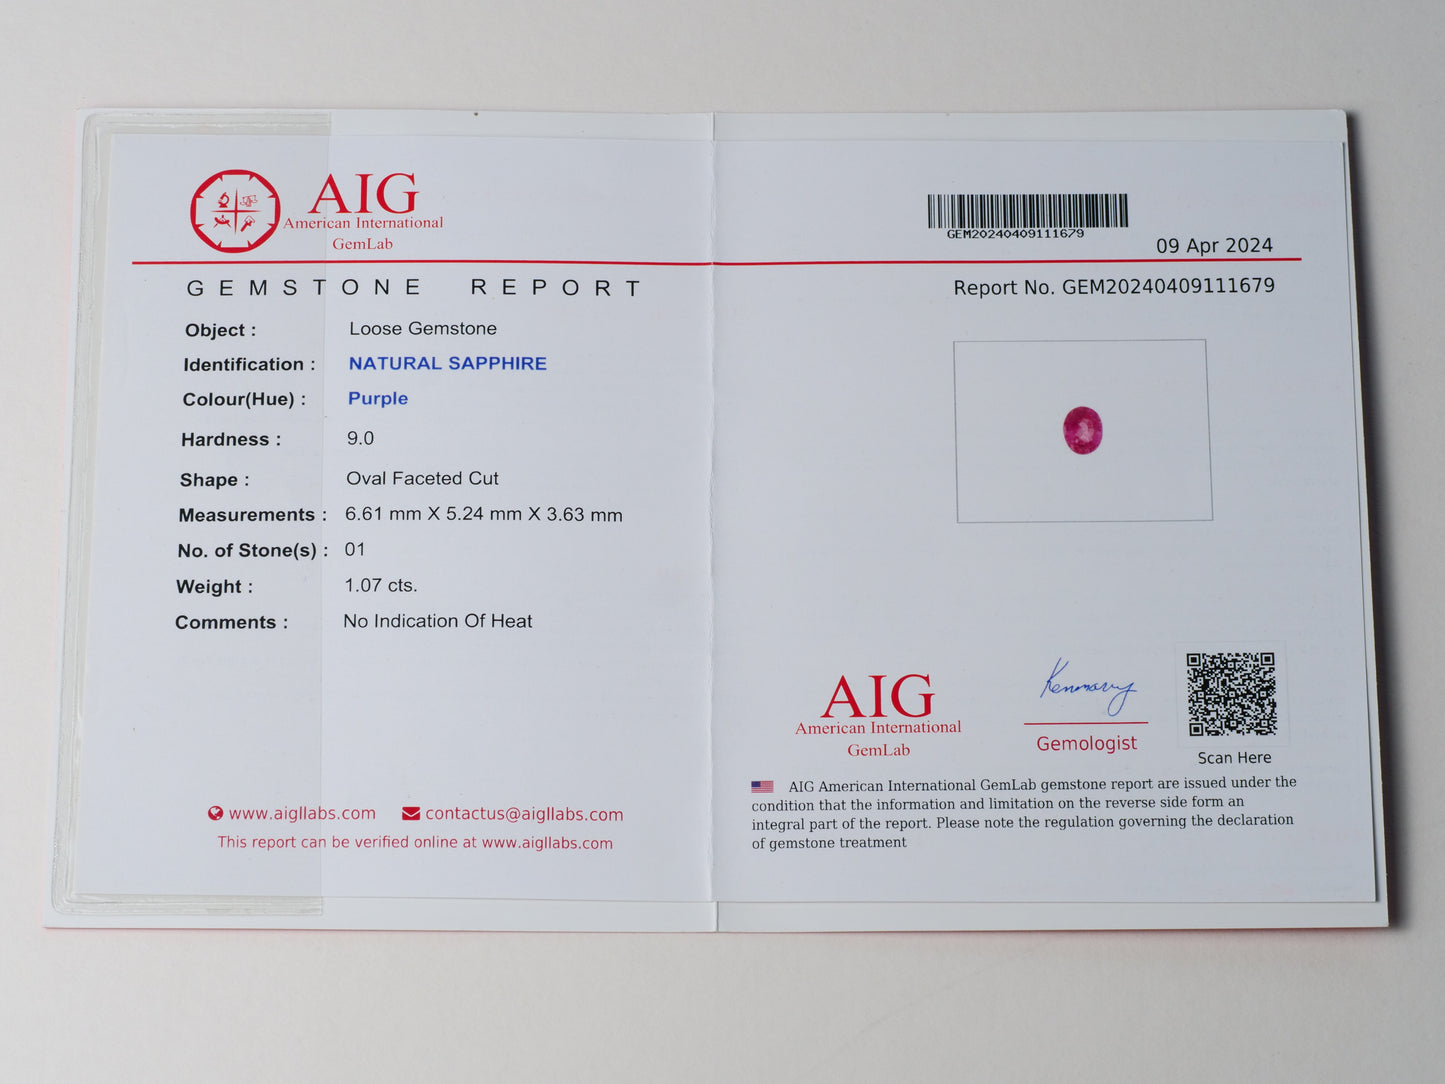 AIG
American International
GemLab
GEMSTONE REPORT
Object : Loose Gemstone
Identification : NATURAL SAPPHIRE
Colour(Hue) : Purple
Hardness : 9.0
Shape : Oval Faceted Cut
Measurements : 6.61 mm X 5.24 mm X 3.63 mm
No. of Stone(s) : 01
Weight : 1.07 cts.
Comments : No Indication Of Heat
www.aigllabs.com contactus@aigllabs.com
This report can be verified online at www.aigllabs.com
GEM20240409111679
09 Apr 2024
Report No. GEM20240409111679
AIG
American International
GemLab
Kenmarry
Gemologist
Scan Here
AIG American International GemLab gemstone report are issued under the
condition that the information and limitation on the reverse side form an
integral part of the report. Please note the regulation governing the declaration
of gemstone treatment